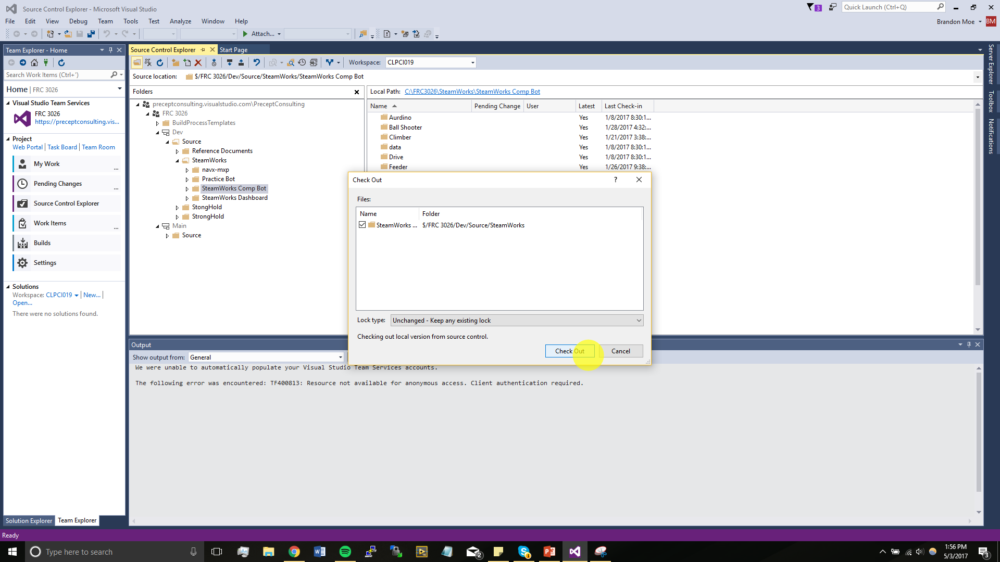 Source Control Explorer - Microsoft Visual Studio
3
Quick Launch (Ctrl+Q)
File Edit View Debug Team Tools Test Analyze Window Help
Brandon Moe BM
Attach...
Team Explorer - Home
Source Control Explorer
Start Page
Workspace: CLPCI019
Search Work Items (Ctrl+')
Source location: $/FRC 3026/Dev/Source/SteamWorks/SteamWorks Comp Bot
Home | FRC 3026
Visual Studio Team Services
FRC 3026
https://preceptconsulting.vis...
Project
Web Portal | Task Board | Team Room
My Work
...
Pending Changes
...
Source Control Explorer
Work Items
...
Builds
Settings
Solutions
Workspace: CLPCI019 | New... |
Open...
There were no solutions found.
Solution Explorer Team Explorer
Folders
preceptconsulting.visualstudio.com\PreceptConsulting
FRC 3026
BuildProcessTemplates
Dev
Source
Reference Documents
SteamWorks
navx-mxp
Practice Bot
SteamWorks Comp Bot
SteamWorks Dashboard
StongHold
StrongHold
Main
Source
Local Path: C:\FRC3026\SteamWorks\SteamWorks Comp Bot
Name Pending Change User Latest Last Check-in
Aurdino Yes 1/8/2017 8:30:1...
Ball Shooter Yes 1/28/2017 4:32:...
Climber Yes 1/21/2017 3:38:...
data Yes 1/8/2017 8:30:1...
Drive Yes 1/8/2017 8:30:1...
Feeder Yes 1/26/2017 9:38:...
Check Out
?
Files:
Name Folder
SteamWorks ... $/FRC 3026/Dev/Source/SteamWorks
Lock type: Unchanged - Keep any existing lock
Checking out local version from source control.
Check Out Cancel
Output
Show output from: General
We were unable to automatically populate your Visual Studio Team Services accounts.
The following error was encountered: TF400813: Resource not available for anonymous access. Client authentication required.
Server Explorer
Toolbox
Notifications
Ready
Type here to search
2
1
1:56 PM
5/3/2017
3